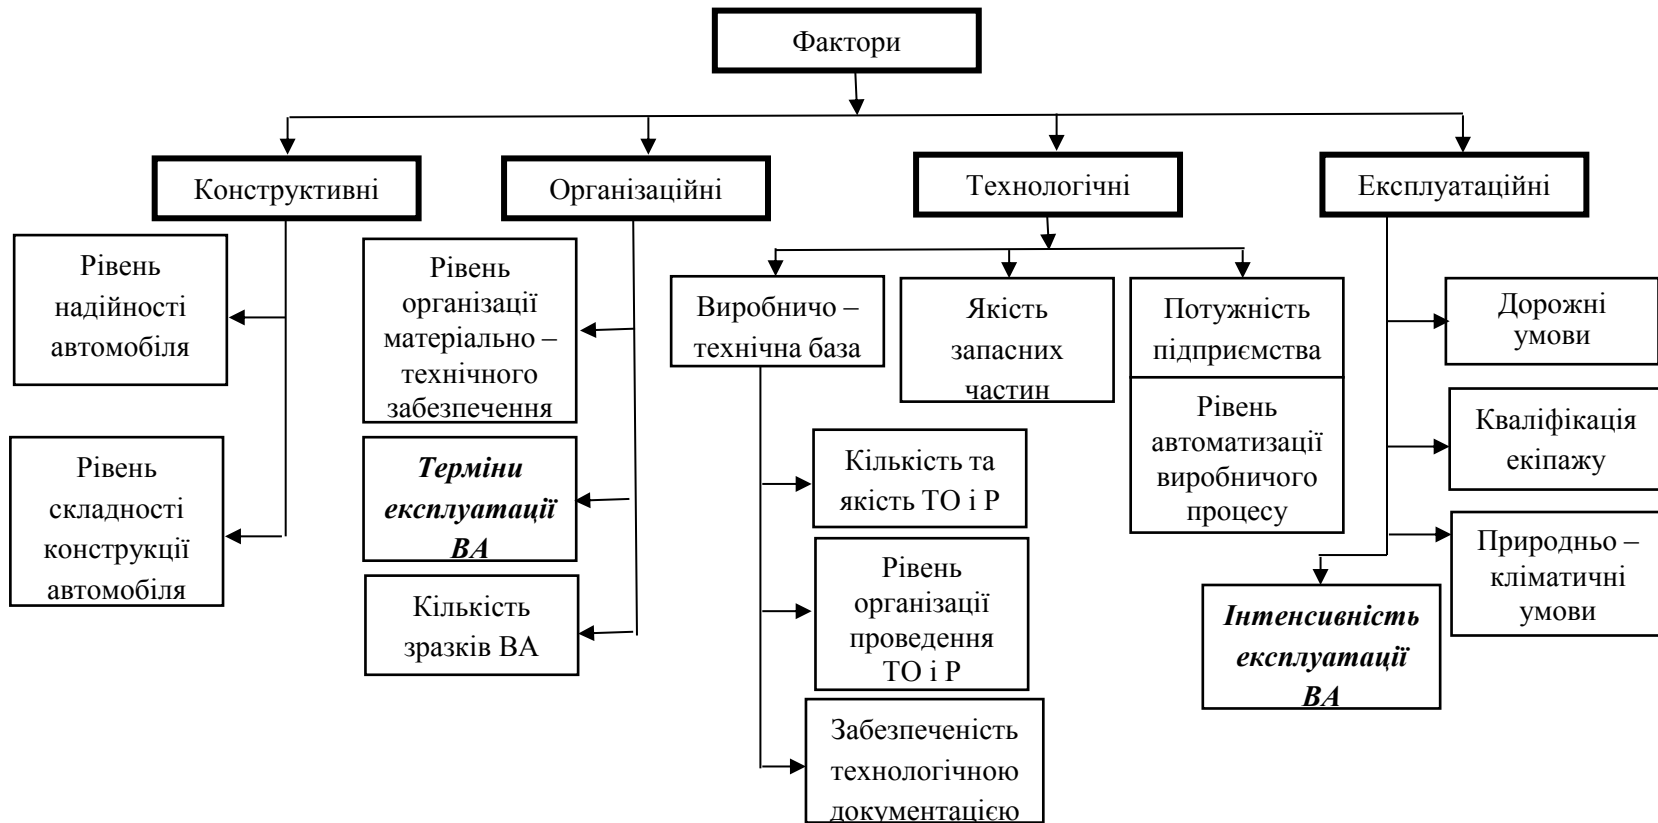 Фактори
Конструктивні
Організаційні
Технологічні
Експлуатаційні
Рівень
надійності
автомобіля
Рівень
складності
конструкції
автомобіля
Рівень
організації
матеріально –
технічного
забезпечення
Терміни
експлуатації
ВА
Кількість
зразків ВА
Виробничо –
технічна база
Кількість та
якість ТО і Р
Рівень
організації
проведення
ТО і Р
Забезпеченість
технологічною
документацією
Якість
запасних
частин
Потужність
підприємства
Рівень
автоматизації
виробничого
процесу
Дорожні
умови
Кваліфікація
екіпажу
Природньо –
кліматичні
умови
Інтенсивність
експлуатації
ВА